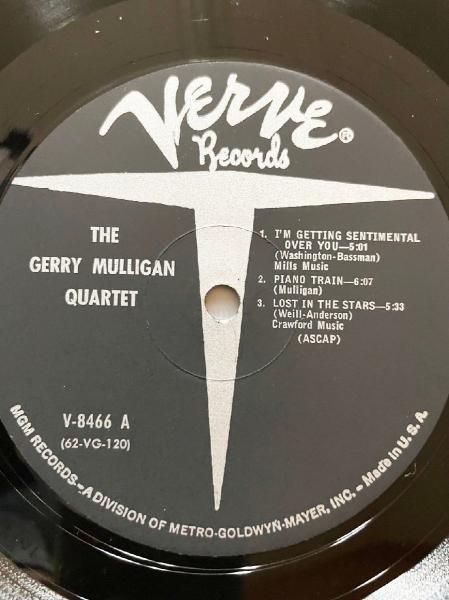 Verve®
Records
THE
GERRY MULLIGAN
QUARTET
1. I'M GETTING SENTIMENTAL
OVER YOU—5:01
(Washington-Bassman)
Mills Music
2. PIANO TRAIN—6:07
(Mulligan)
3. LOST IN THE STARS—5:33
(Weill-Anderson)
Crawford Music
(ASCAP)
V-8466 A
(62-VG-120)
MGM RECORDS—A DIVISION OF METRO-GOLDWYN-MAYER, INC.—Made in U. S. A.